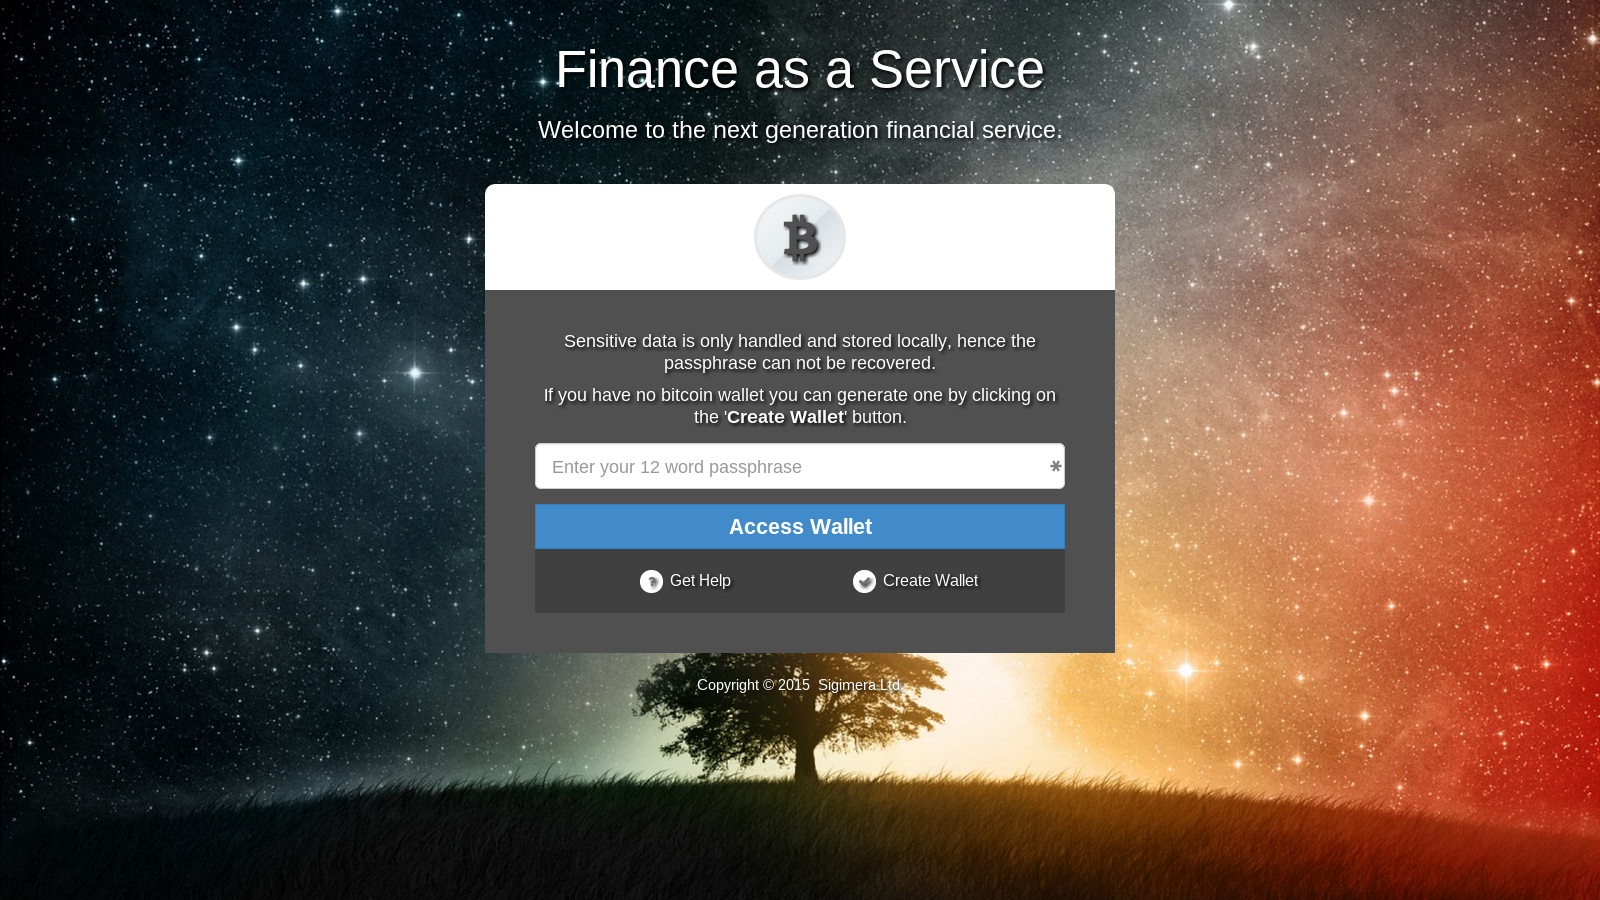 Finance as a Service
Welcome to the next generation financial service.
Sensitive data is only handled and stored locally, hence the
passphrase can not be recovered.
If you have no bitcoin wallet you can generate one by clicking on
the 'Create Wallet' button.
Enter your 12 word passphrase
Access Wallet
Get Help
Create Wallet
Copyright © 2015 Sigimera Ltd.